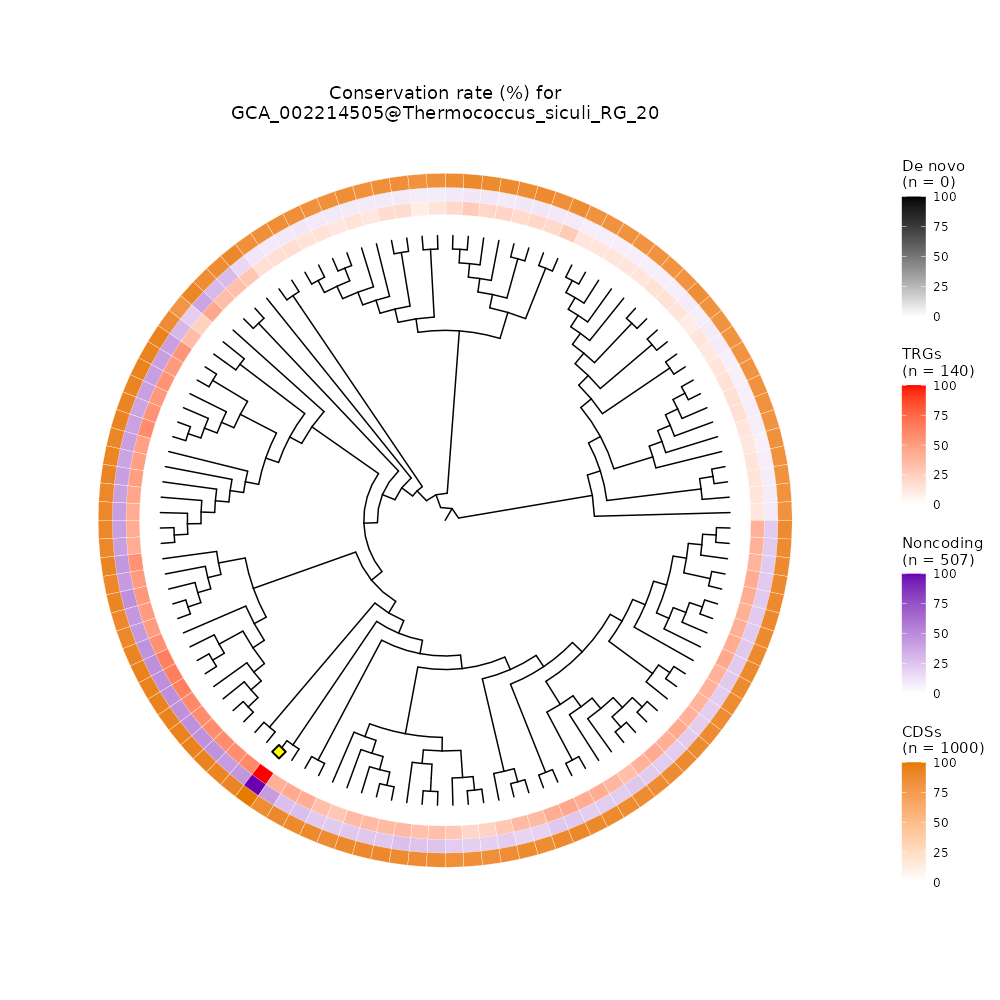 Conservation rate (%) for
GCA_002214505@Thermococcus_siculi_RG_20
De novo
(n = 0)
100
75
50
25
0
TRGs
(n = 140)
100
75
50
25
0
Noncoding
(n = 507)
100
75
50
25
0
CDSs
(n = 1000)
100
75
50
25
0